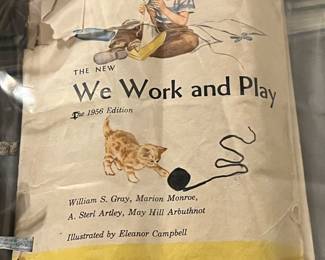 THE NEW
We Work and Play
The 1956 Edition
William S. Gray, Marion Monroe,
A. Sterl Artley, May Hill Arbuthnot
Illustrated by Eleanor Campbell